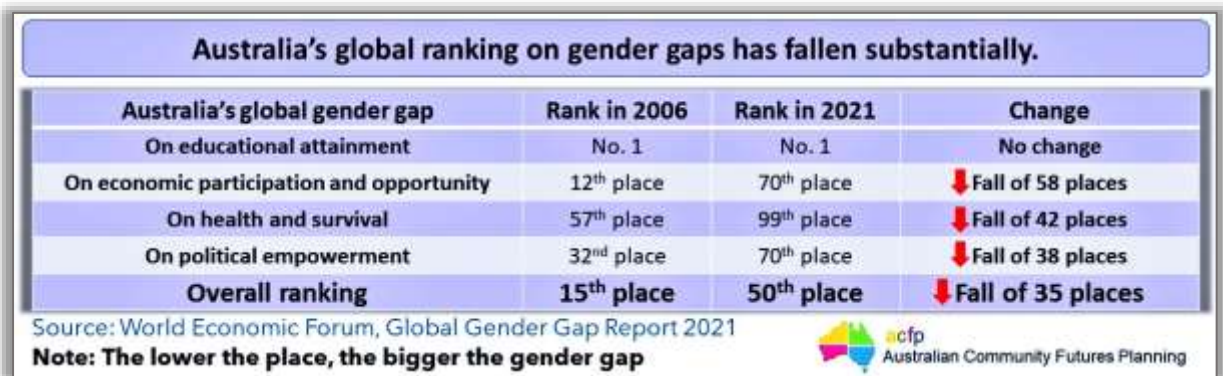 Australia's global ranking on gender gaps has fallen substantially.
Australia's global gender gap Rank in 2006 Rank in 2021 Change
On educational attainment No. 1 No. 1 No change
On economic participation and opportunity 12th place 70th place Fall of 58 places
On health and survival 57th place 99th place Fall of 42 places
On political empowerment 32nd place 70th place Fall of 38 places
Overall ranking 15th place 50th place Fall of 35 places
Source: World Economic Forum, Global Gender Gap Report 2021
Note: The lower the place, the bigger the gender gap
acfp
Australian Community Futures Planning